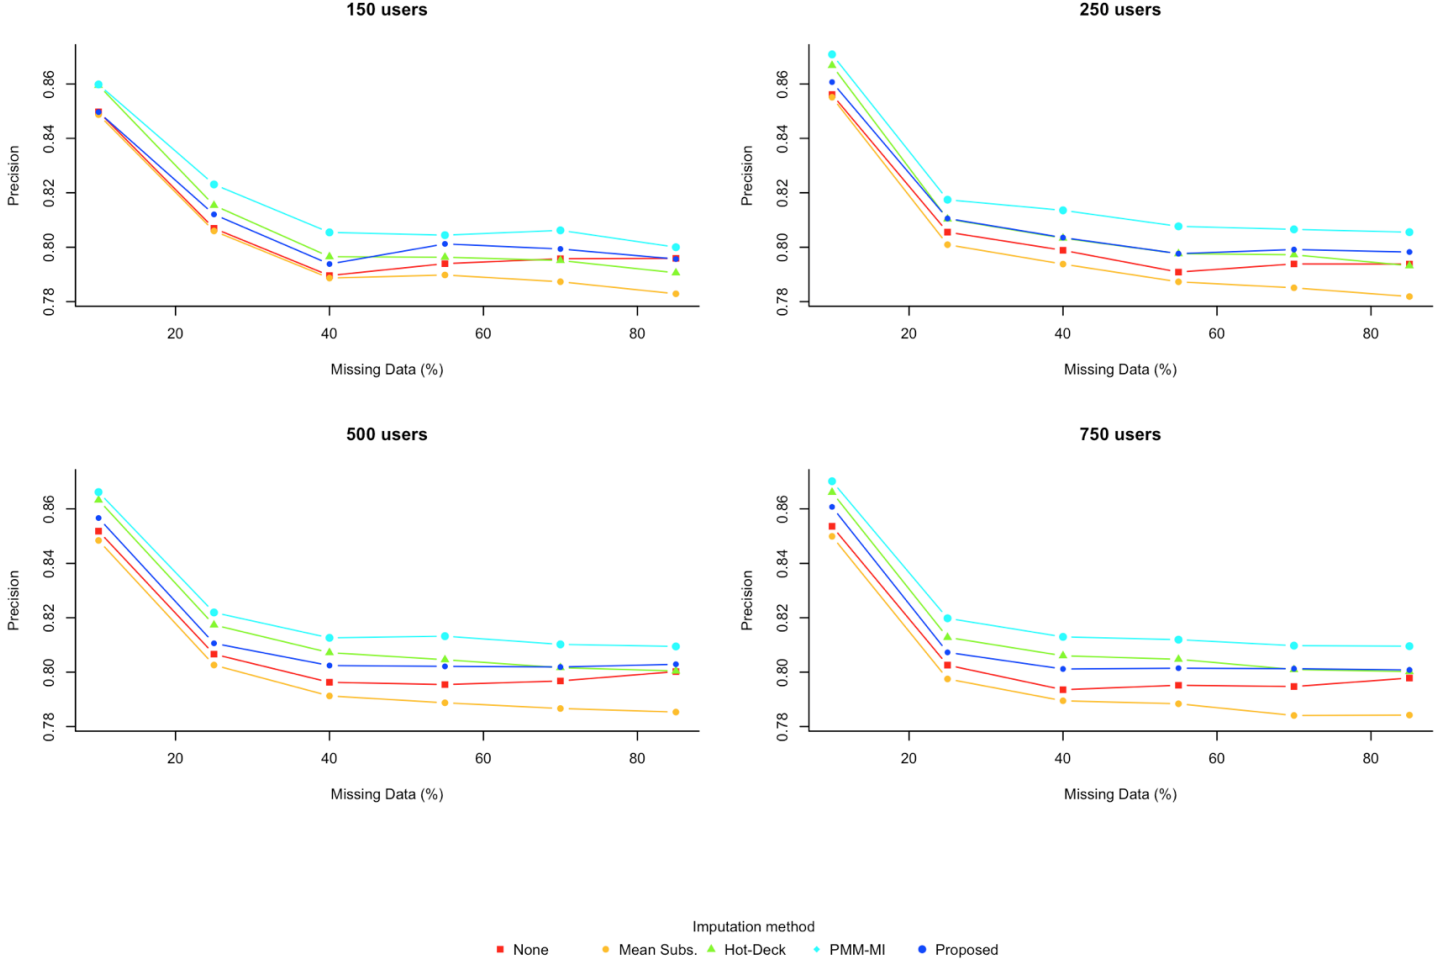 150 users
Precision
0.86
0.84
0.82
0.80
0.78
20 40 60 80
Missing Data (%)
250 users
Precision
0.86
0.84
0.82
0.80
0.78
20 40 60 80
Missing Data (%)
500 users
Precision
0.86
0.84
0.82
0.80
0.78
20 40 60 80
Missing Data (%)
750 users
Precision
0.86
0.84
0.82
0.80
0.78
20 40 60 80
Missing Data (%)
Imputation method
None Mean Subs. Hot-Deck PMM-MI Proposed